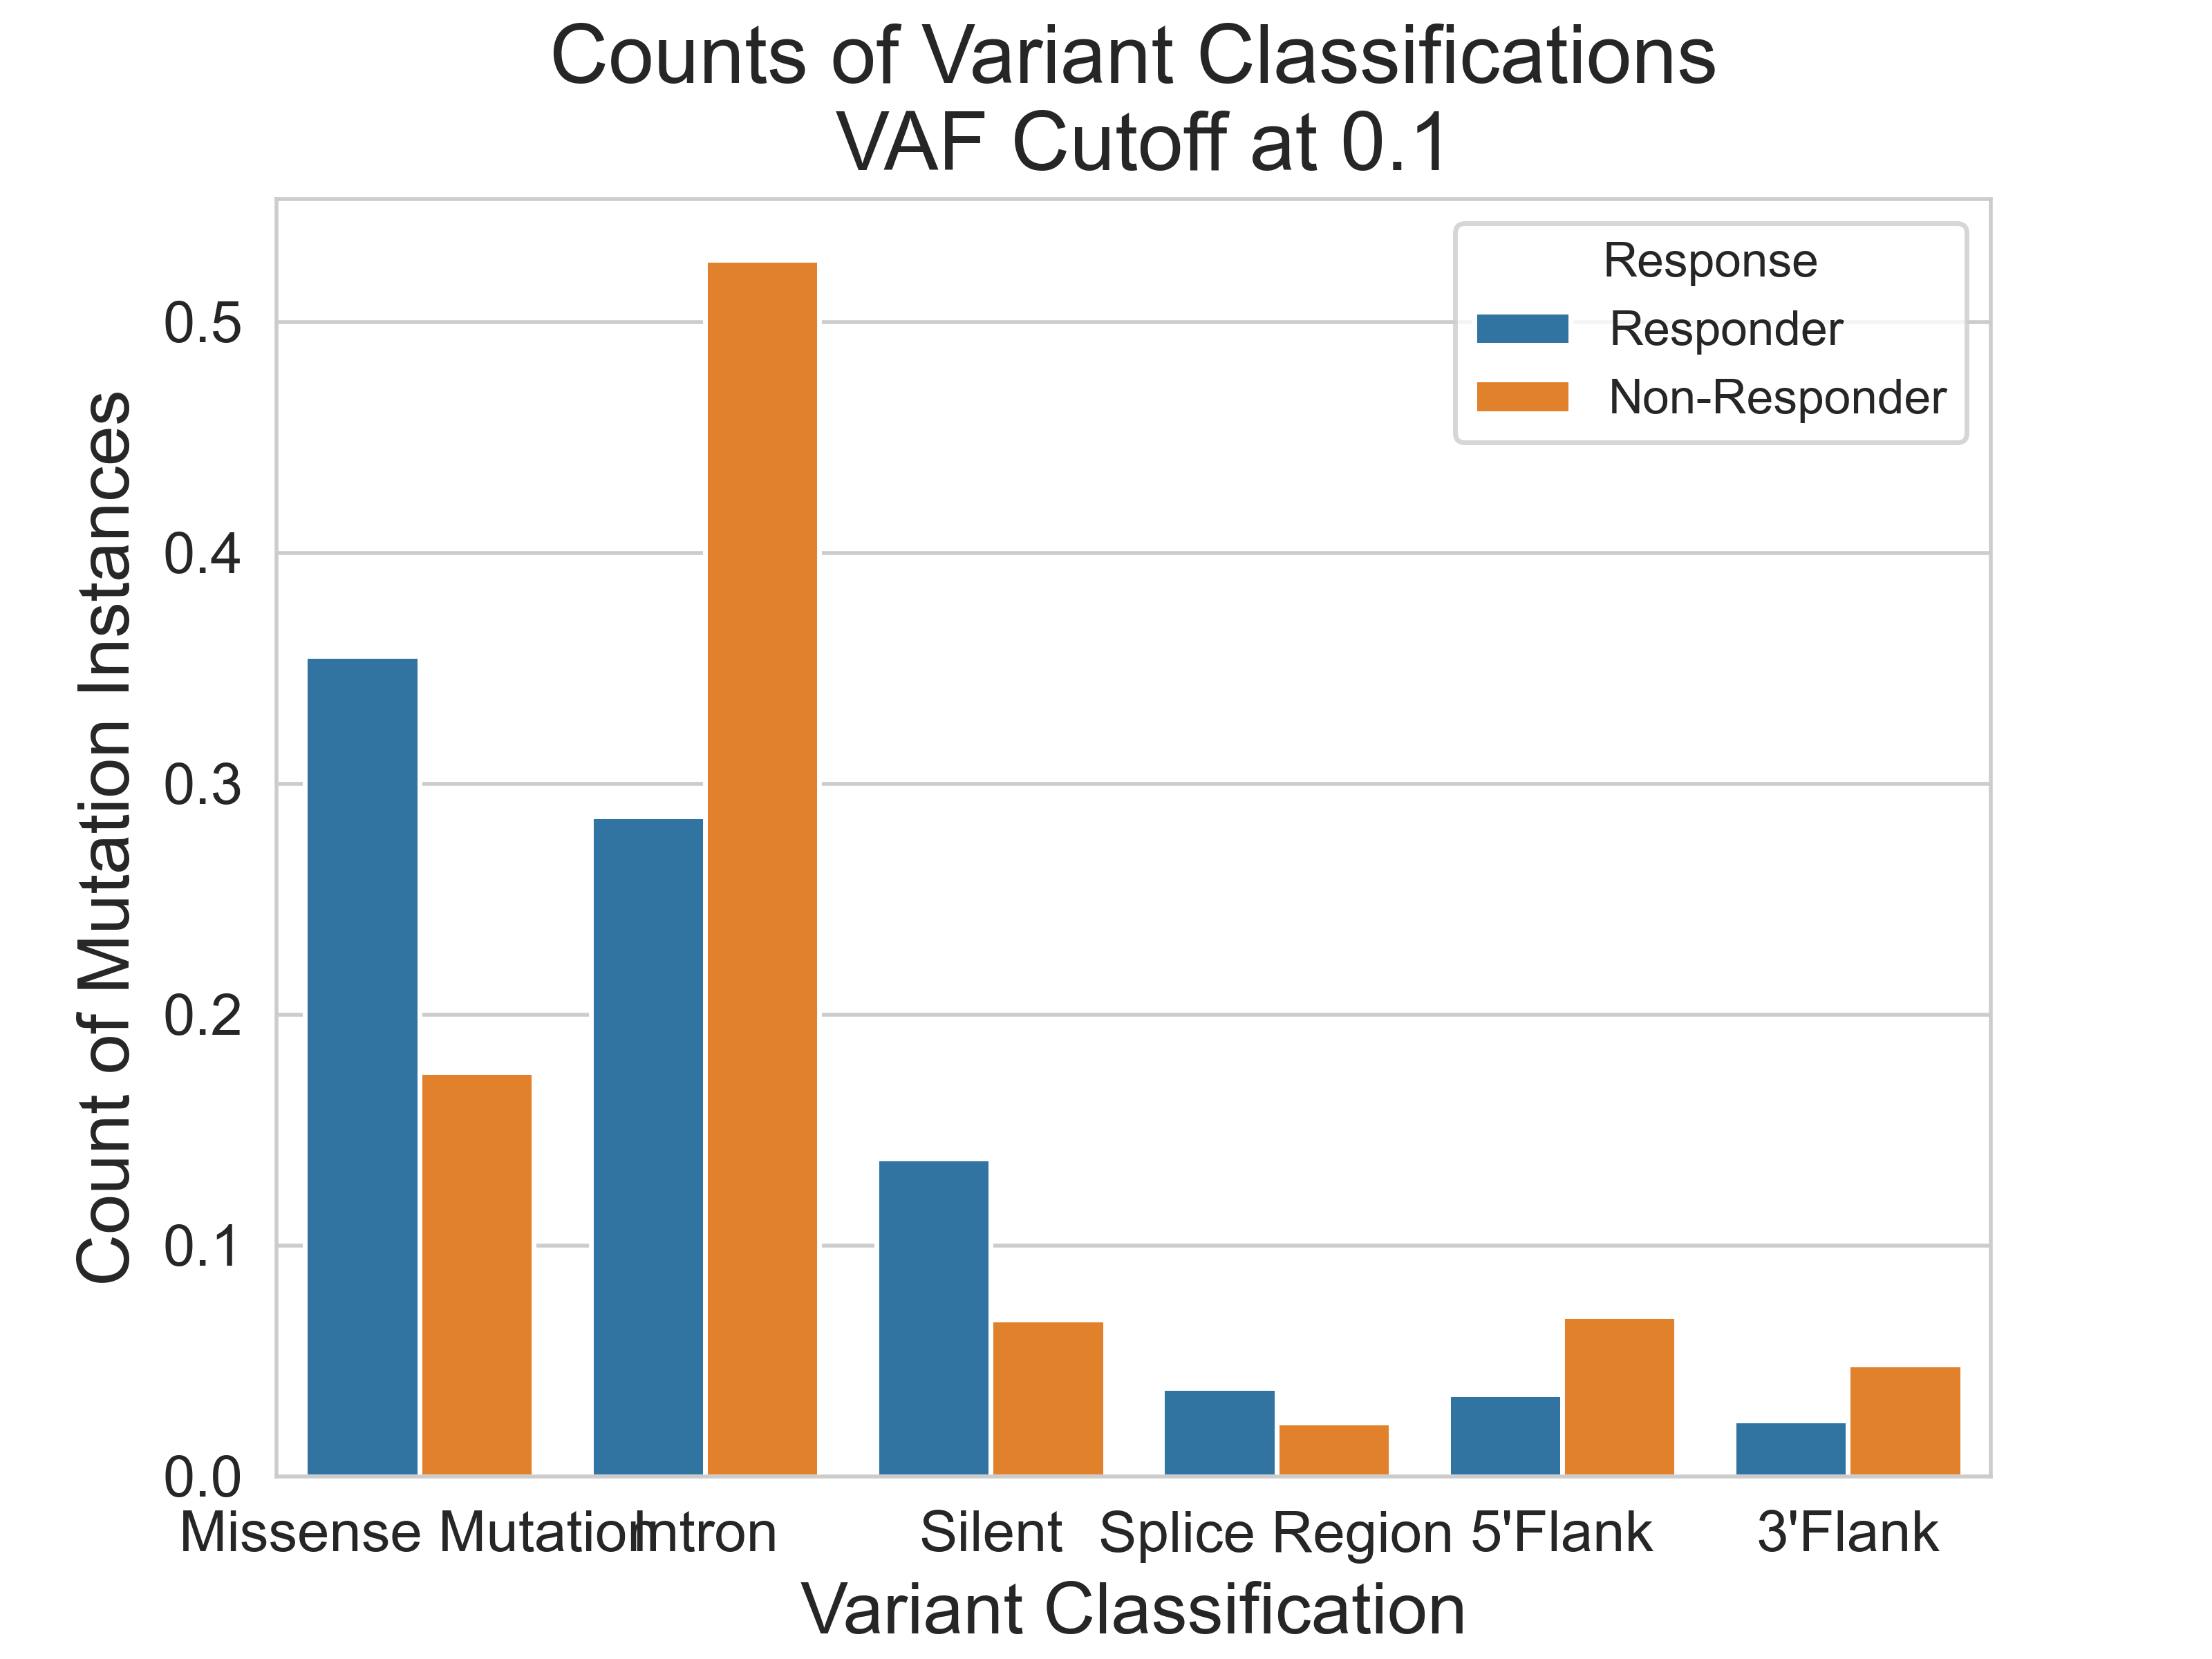 Counts of Variant Classifications
VAF Cutoff at 0.1
Response
Responder
Non-Responder
Count of Mutation Instances
0.5
0.4
0.3
0.2
0.1
0.0
Missense Mutation Intron Silent Splice Region 5'Flank 3'Flank
Variant Classification